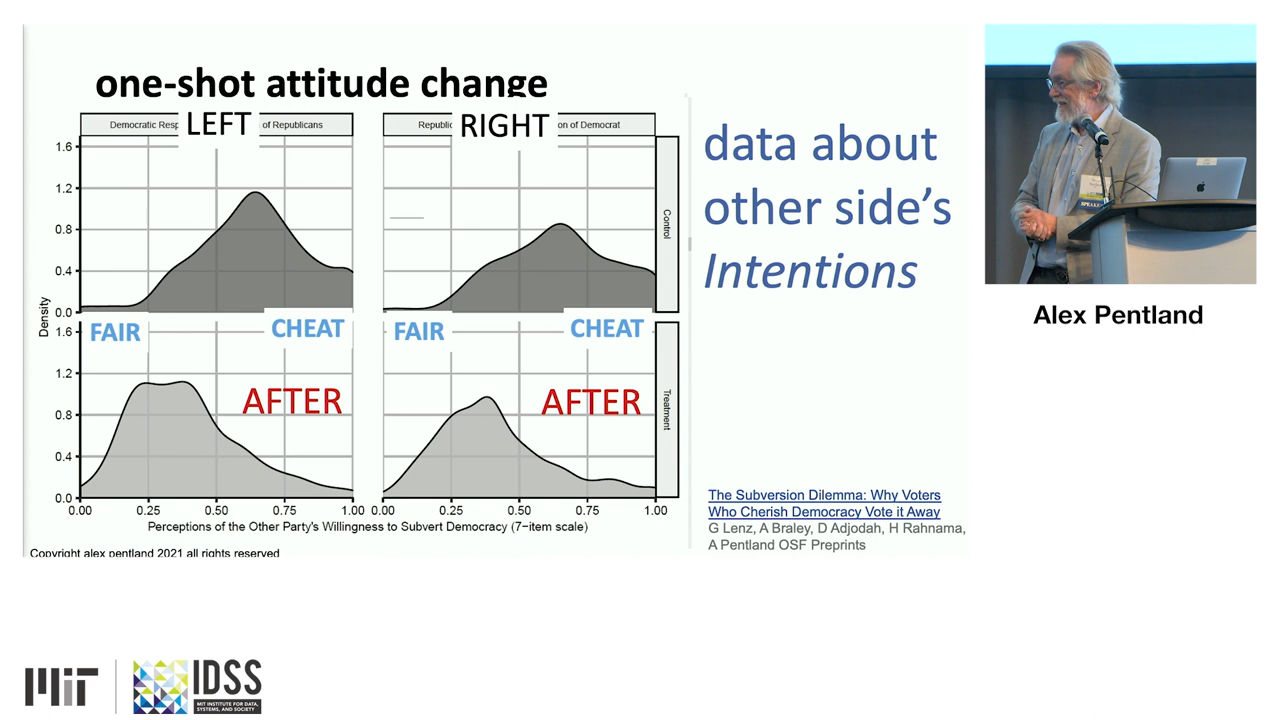 one-shot attitude change
Democratic Resp LEFT of Republicans
Republic RIGHT on of Democrat
1.6
1.2
0.8
0.4
0.0
Control
Density
FAIR
CHEAT
FAIR
CHEAT
1.6
1.2
0.8
0.4
0.0
AFTER
AFTER
Treatment
0.00 0.25 0.50 0.75 1.00 0.00 0.25 0.50 0.75 1.00
Perceptions of the Other Party's Willingness to Subvert Democracy (7−item scale)
Copyright alex pentland 2021 all rights reserved
data about
other side's
Intentions
The Subversion Dilemma: Why Voters
Who Cherish Democracy Vote it Away
G Lenz, A Braley, D Adjodah, H Rahnama,
A Pentland OSF Preprints
SPEAKER
Alex Pentland
MIT
IDSS
MIT INSTITUTE FOR DATA,
SYSTEMS, AND SOCIETY